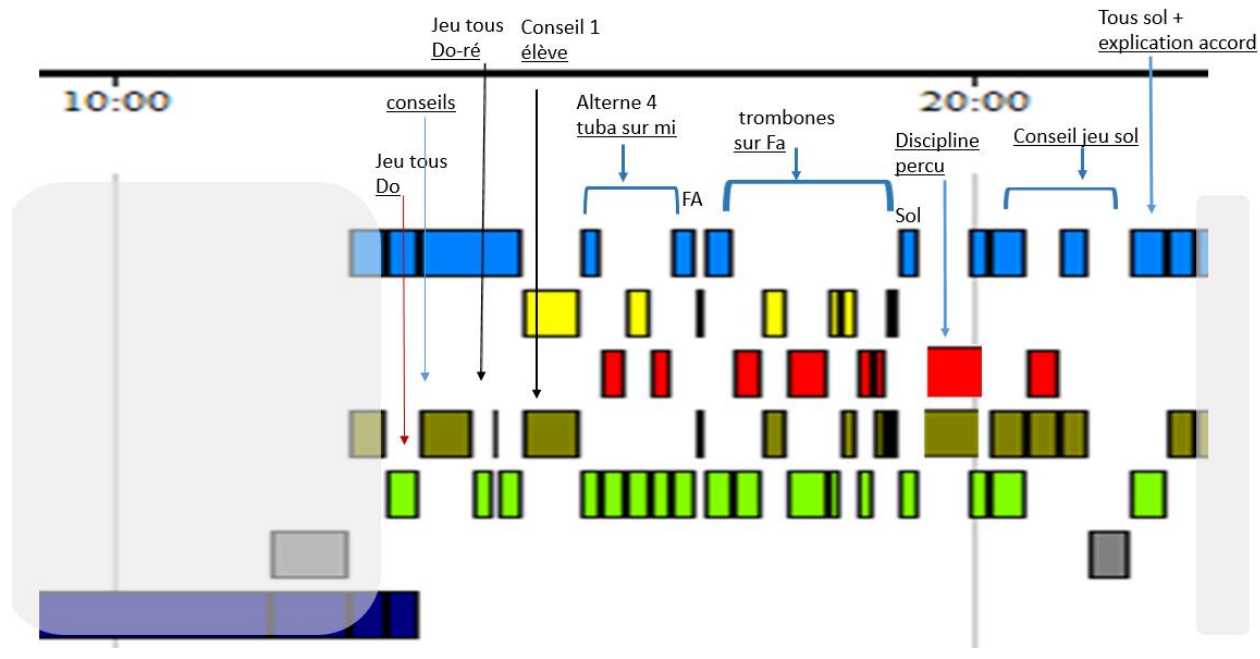 Jeu tous
Do-ré
Conseil 1
élève
Tous sol +
explication accord
10:00
20:00
conseils
Alterne 4
tuba sur mi
trombones
sur Fa
Discipline
percu
Conseil jeu sol
Jeu tous
Do
FA
Sol